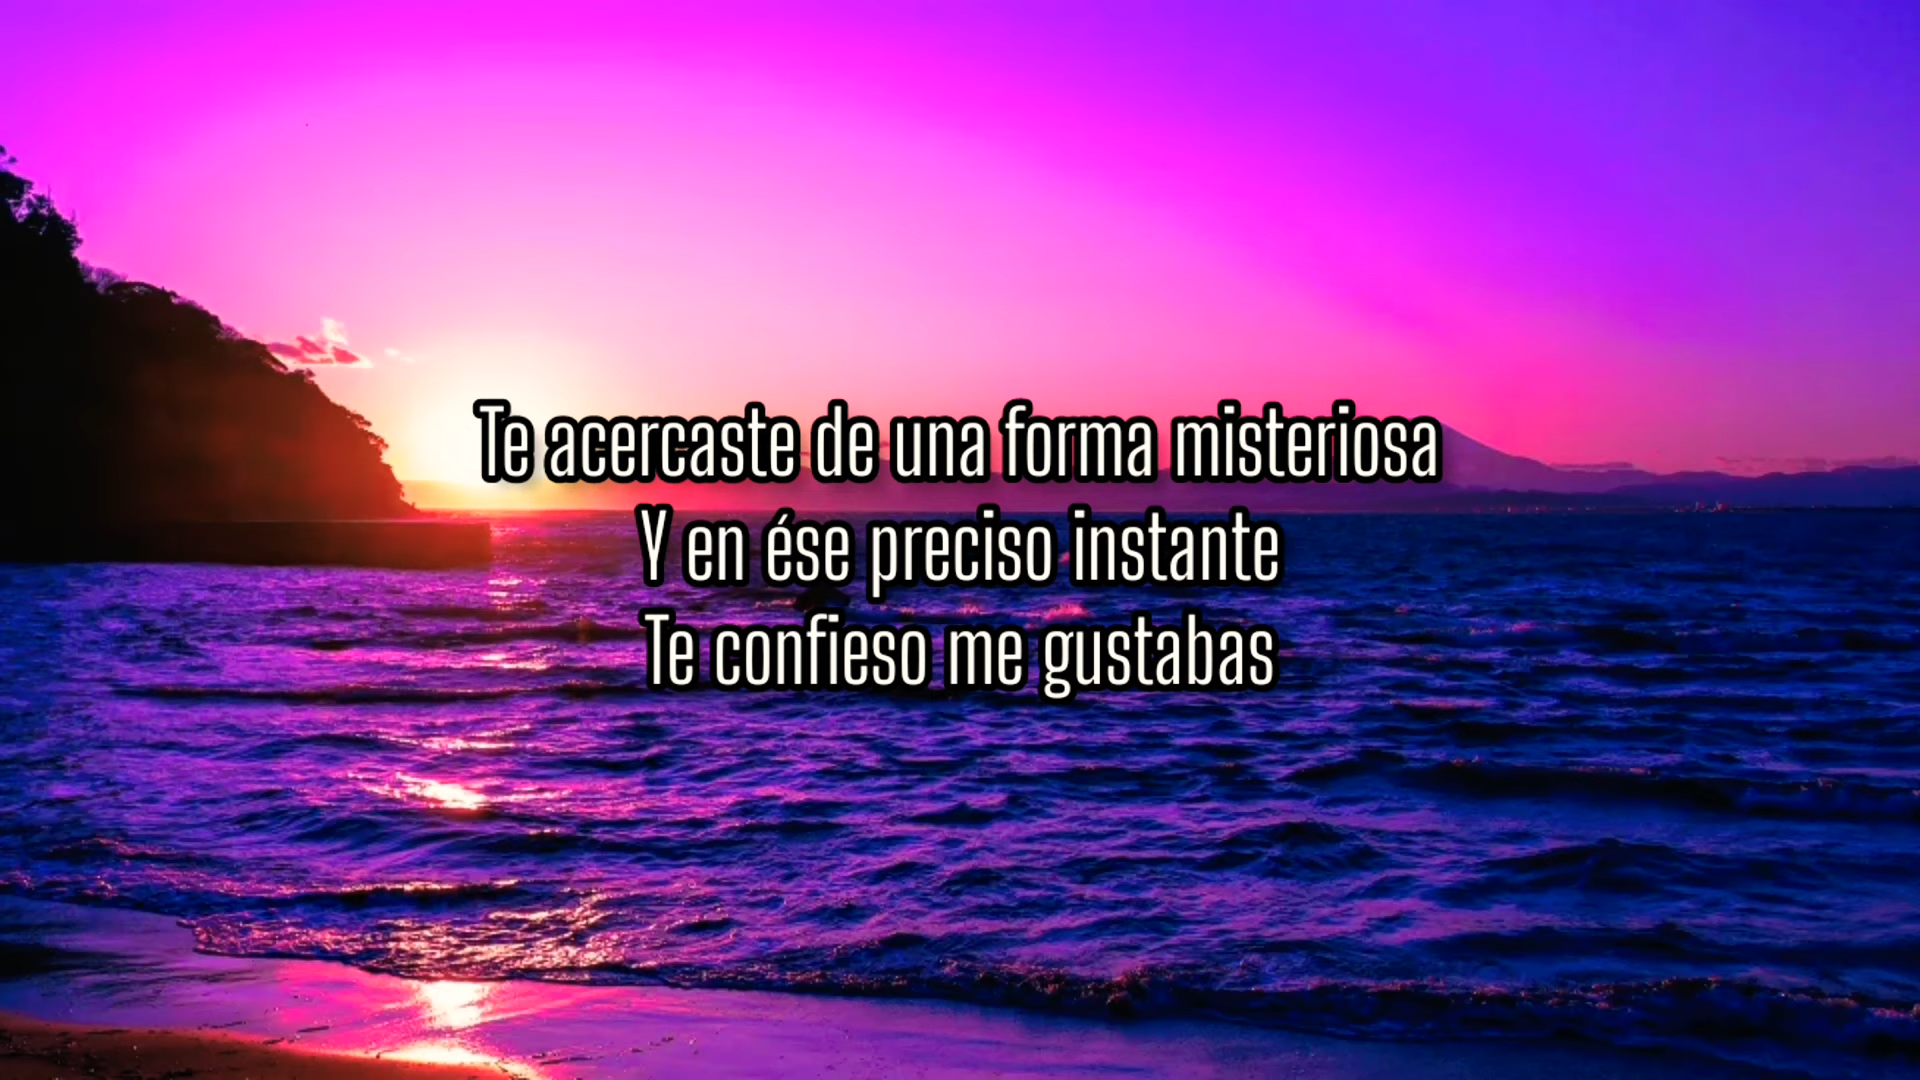 Te acercaste de una forma misteriosa
Y en ése preciso instante
Te confieso me gustabas